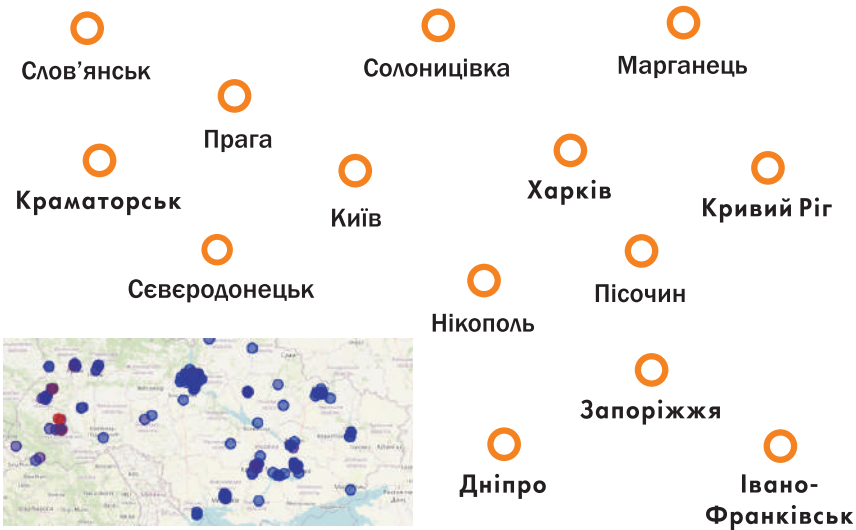 Слов’янськ
Солоницівка
Марганець
Прага
Краматорськ
Київ
Харків
Кривий Ріг
Сєвєродонецьк
Нікополь
Пісочин
Запоріжжя
Дніпро
Івано-
Франківськ